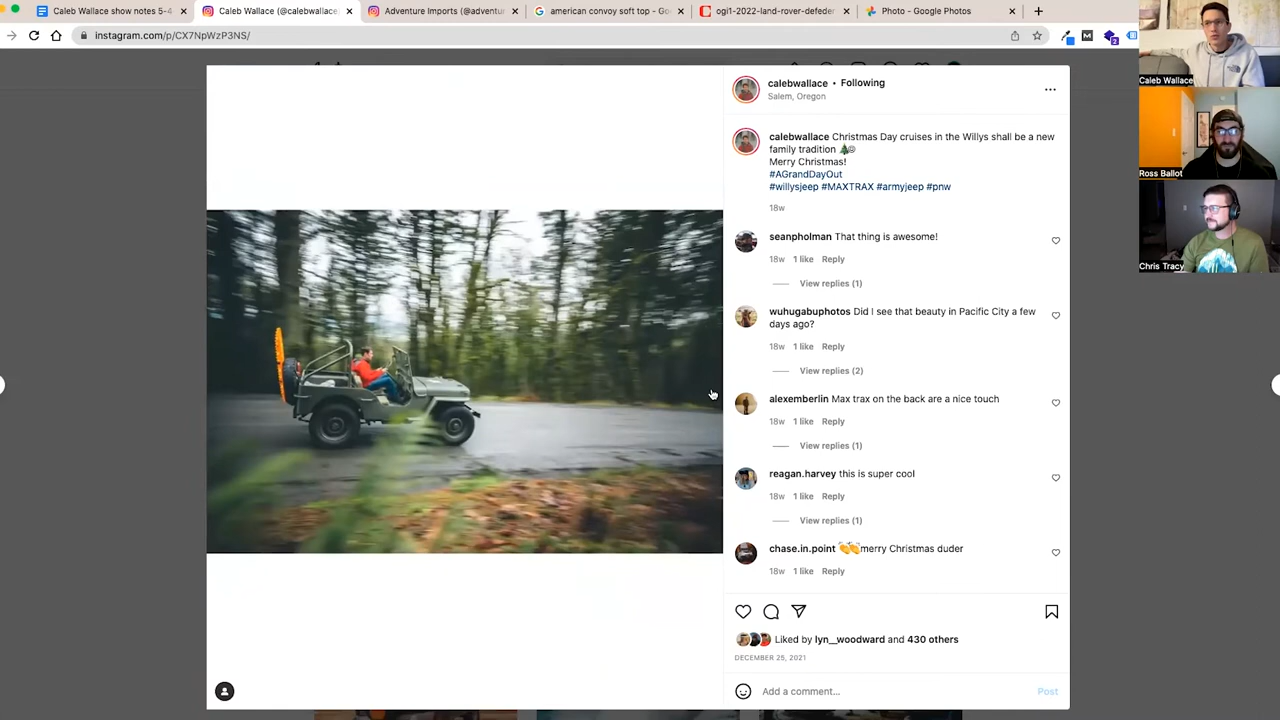 Caleb Wallace show notes 5-4
Caleb Wallace (@calebwallace,
Adventure Imports (@adventur
american convoy soft top - Go
ogi1-2022-land-rover-defeder
Photo - Google Photos
instagram.com/p/CX7NpWzP3NS/
2
calebwallace • Following
Salem, Oregon
calebwallace Christmas Day cruises in the Willys shall be a new
family tradition
Merry Christmas!
#AGrandDayOut
#willysjeep #MAXTRAX #armyjeep #pnw
18w
seanpholman That thing is awesome!
18w 1 like Reply
View replies (1)
wuhugabuphotos Did I see that beauty in Pacific City a few
days ago?
18w 1 like Reply
View replies (2)
alexemberlin Max trax on the back are a nice touch
18w 1 like Reply
View replies (1)
reagan.harvey this is super cool
18w 1 like Reply
View replies (1)
chase.in.point merry Christmas duder
18w 1 like Reply
Liked by lyn__woodward and 430 others
DECEMBER 25, 2021
Add a comment...
Post
Caleb Wallace
Ross Ballot
Chris Tracy